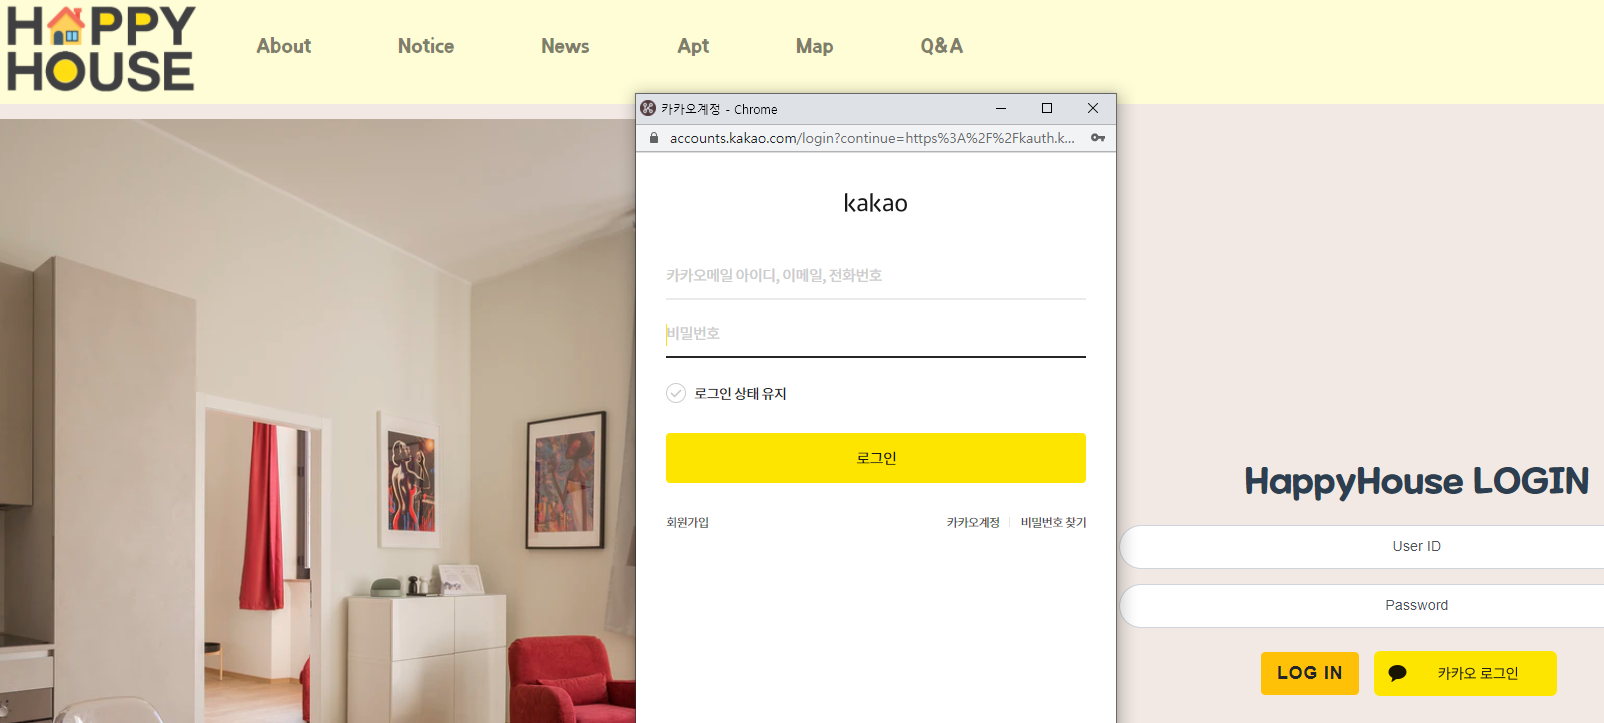 HAPPY
HOUSE
About
Notice
News
Apt
Map
Q&A
카카오계정 - Chrome
accounts.kakao.com/login?continue=https%3A%2F%2Fkauth.k...
kakao
카카오메일 아이디, 이메일, 전화번호
비밀번호
로그인 상태 유지
로그인
회원가입
카카오계정
비밀번호 찾기
HappyHouse LOGIN
User ID
Password
LOG IN
카카오 로그인